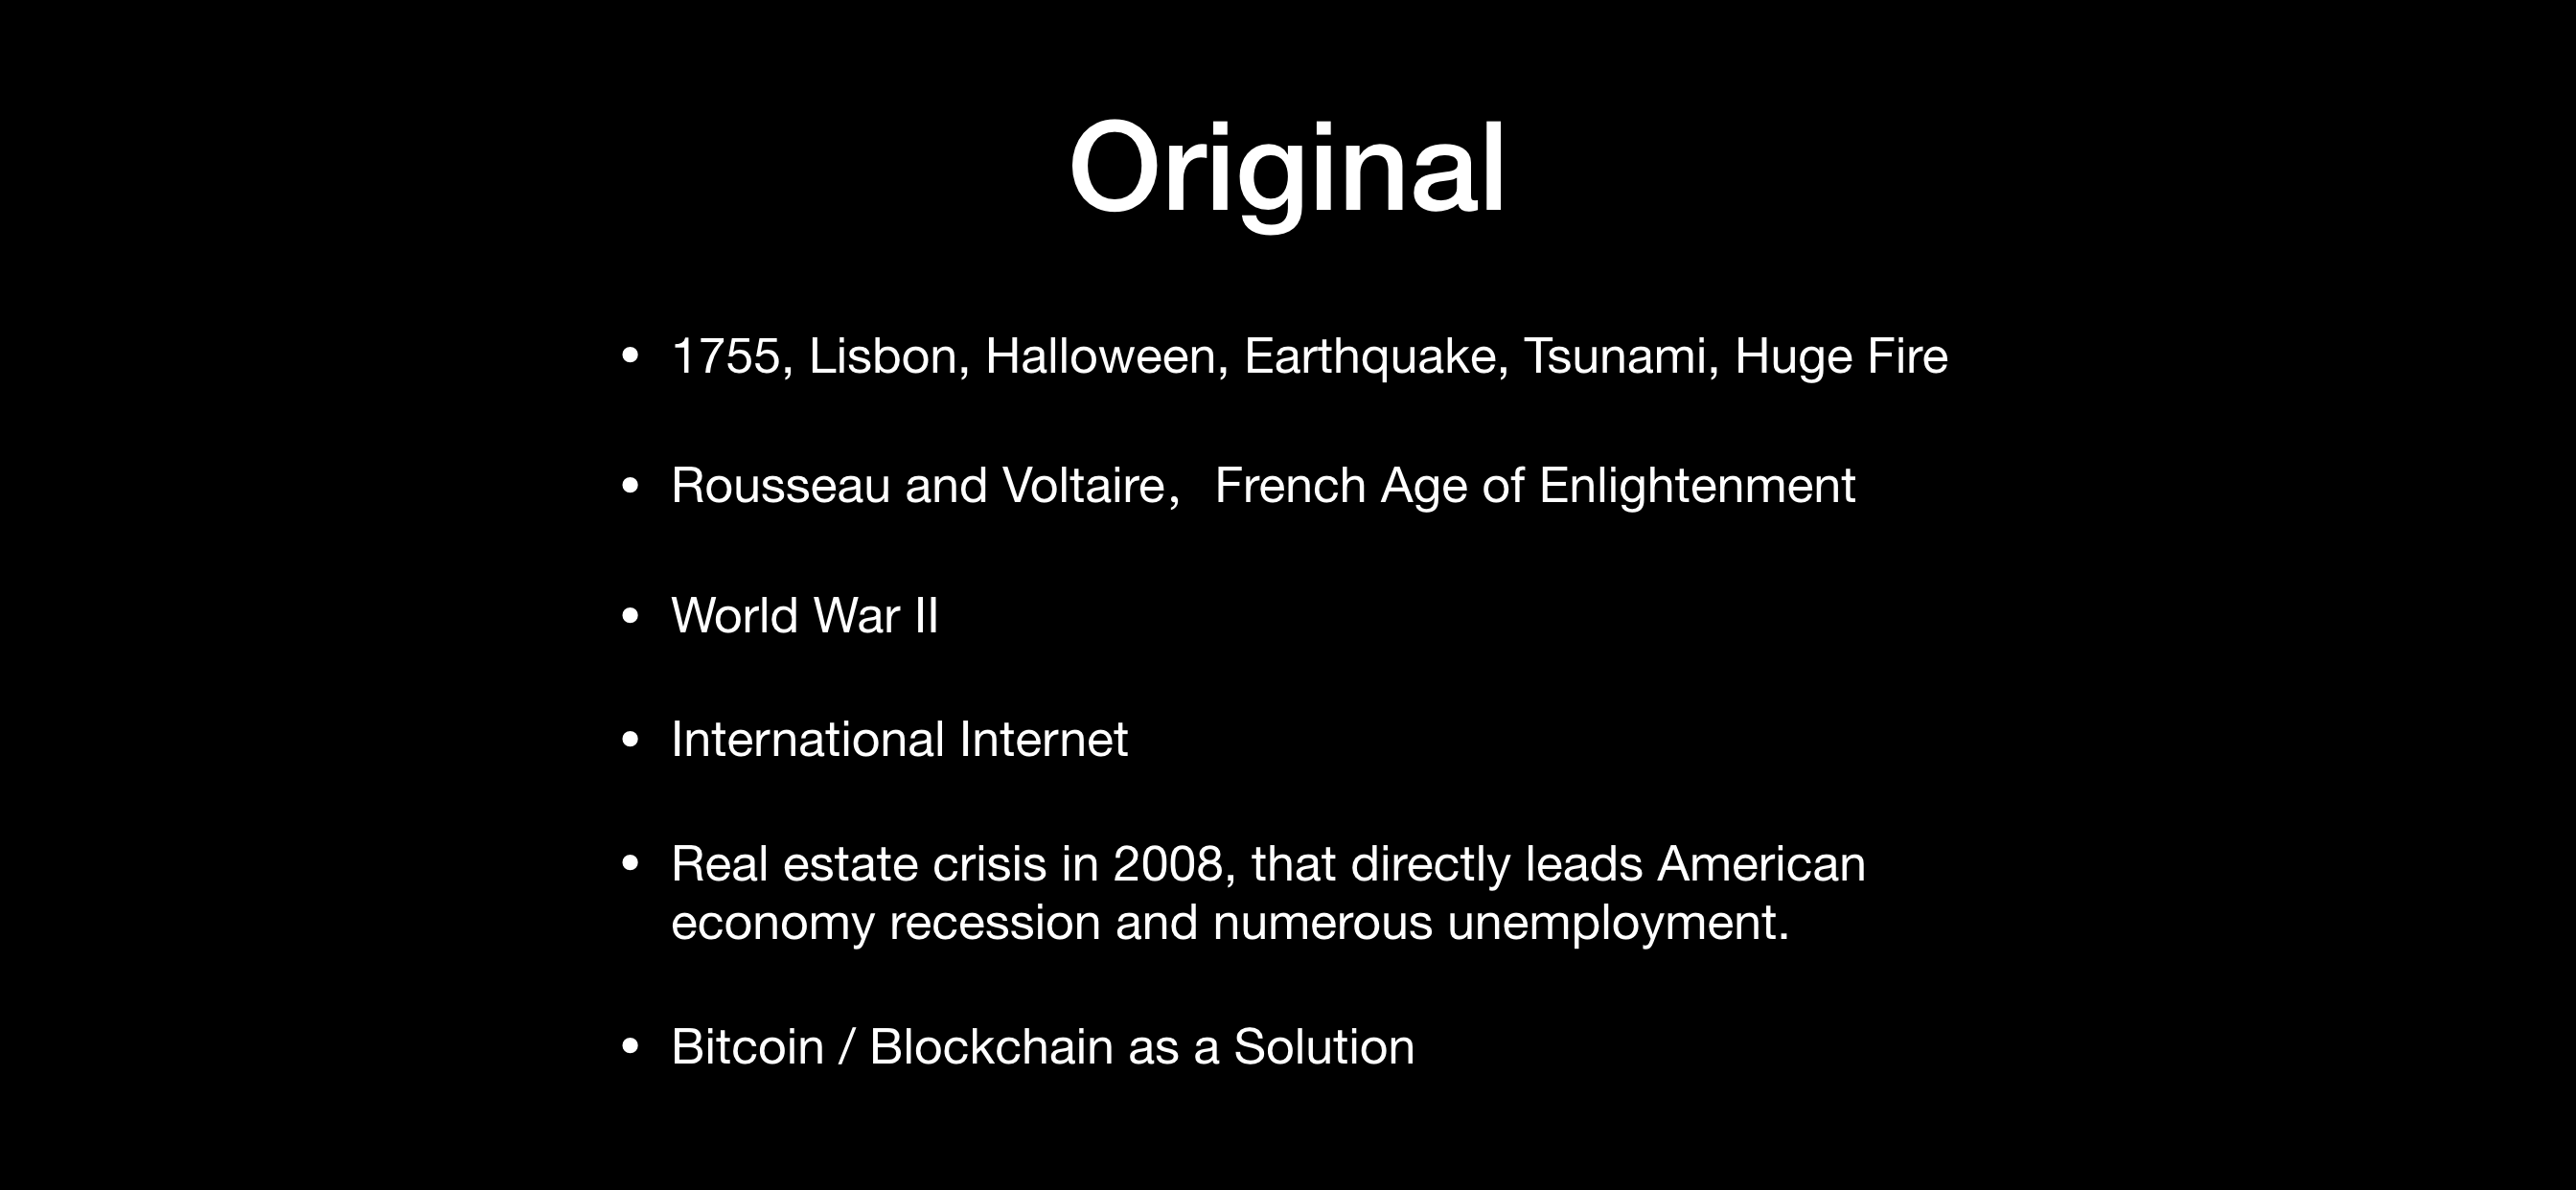 Original
• 1755, Lisbon, Halloween, Earthquake, Tsunami, Huge Fire
• Rousseau and Voltaire，French Age of Enlightenment
• World War II
• International Internet
• Real estate crisis in 2008, that directly leads American
economy recession and numerous unemployment.
• Bitcoin / Blockchain as a Solution